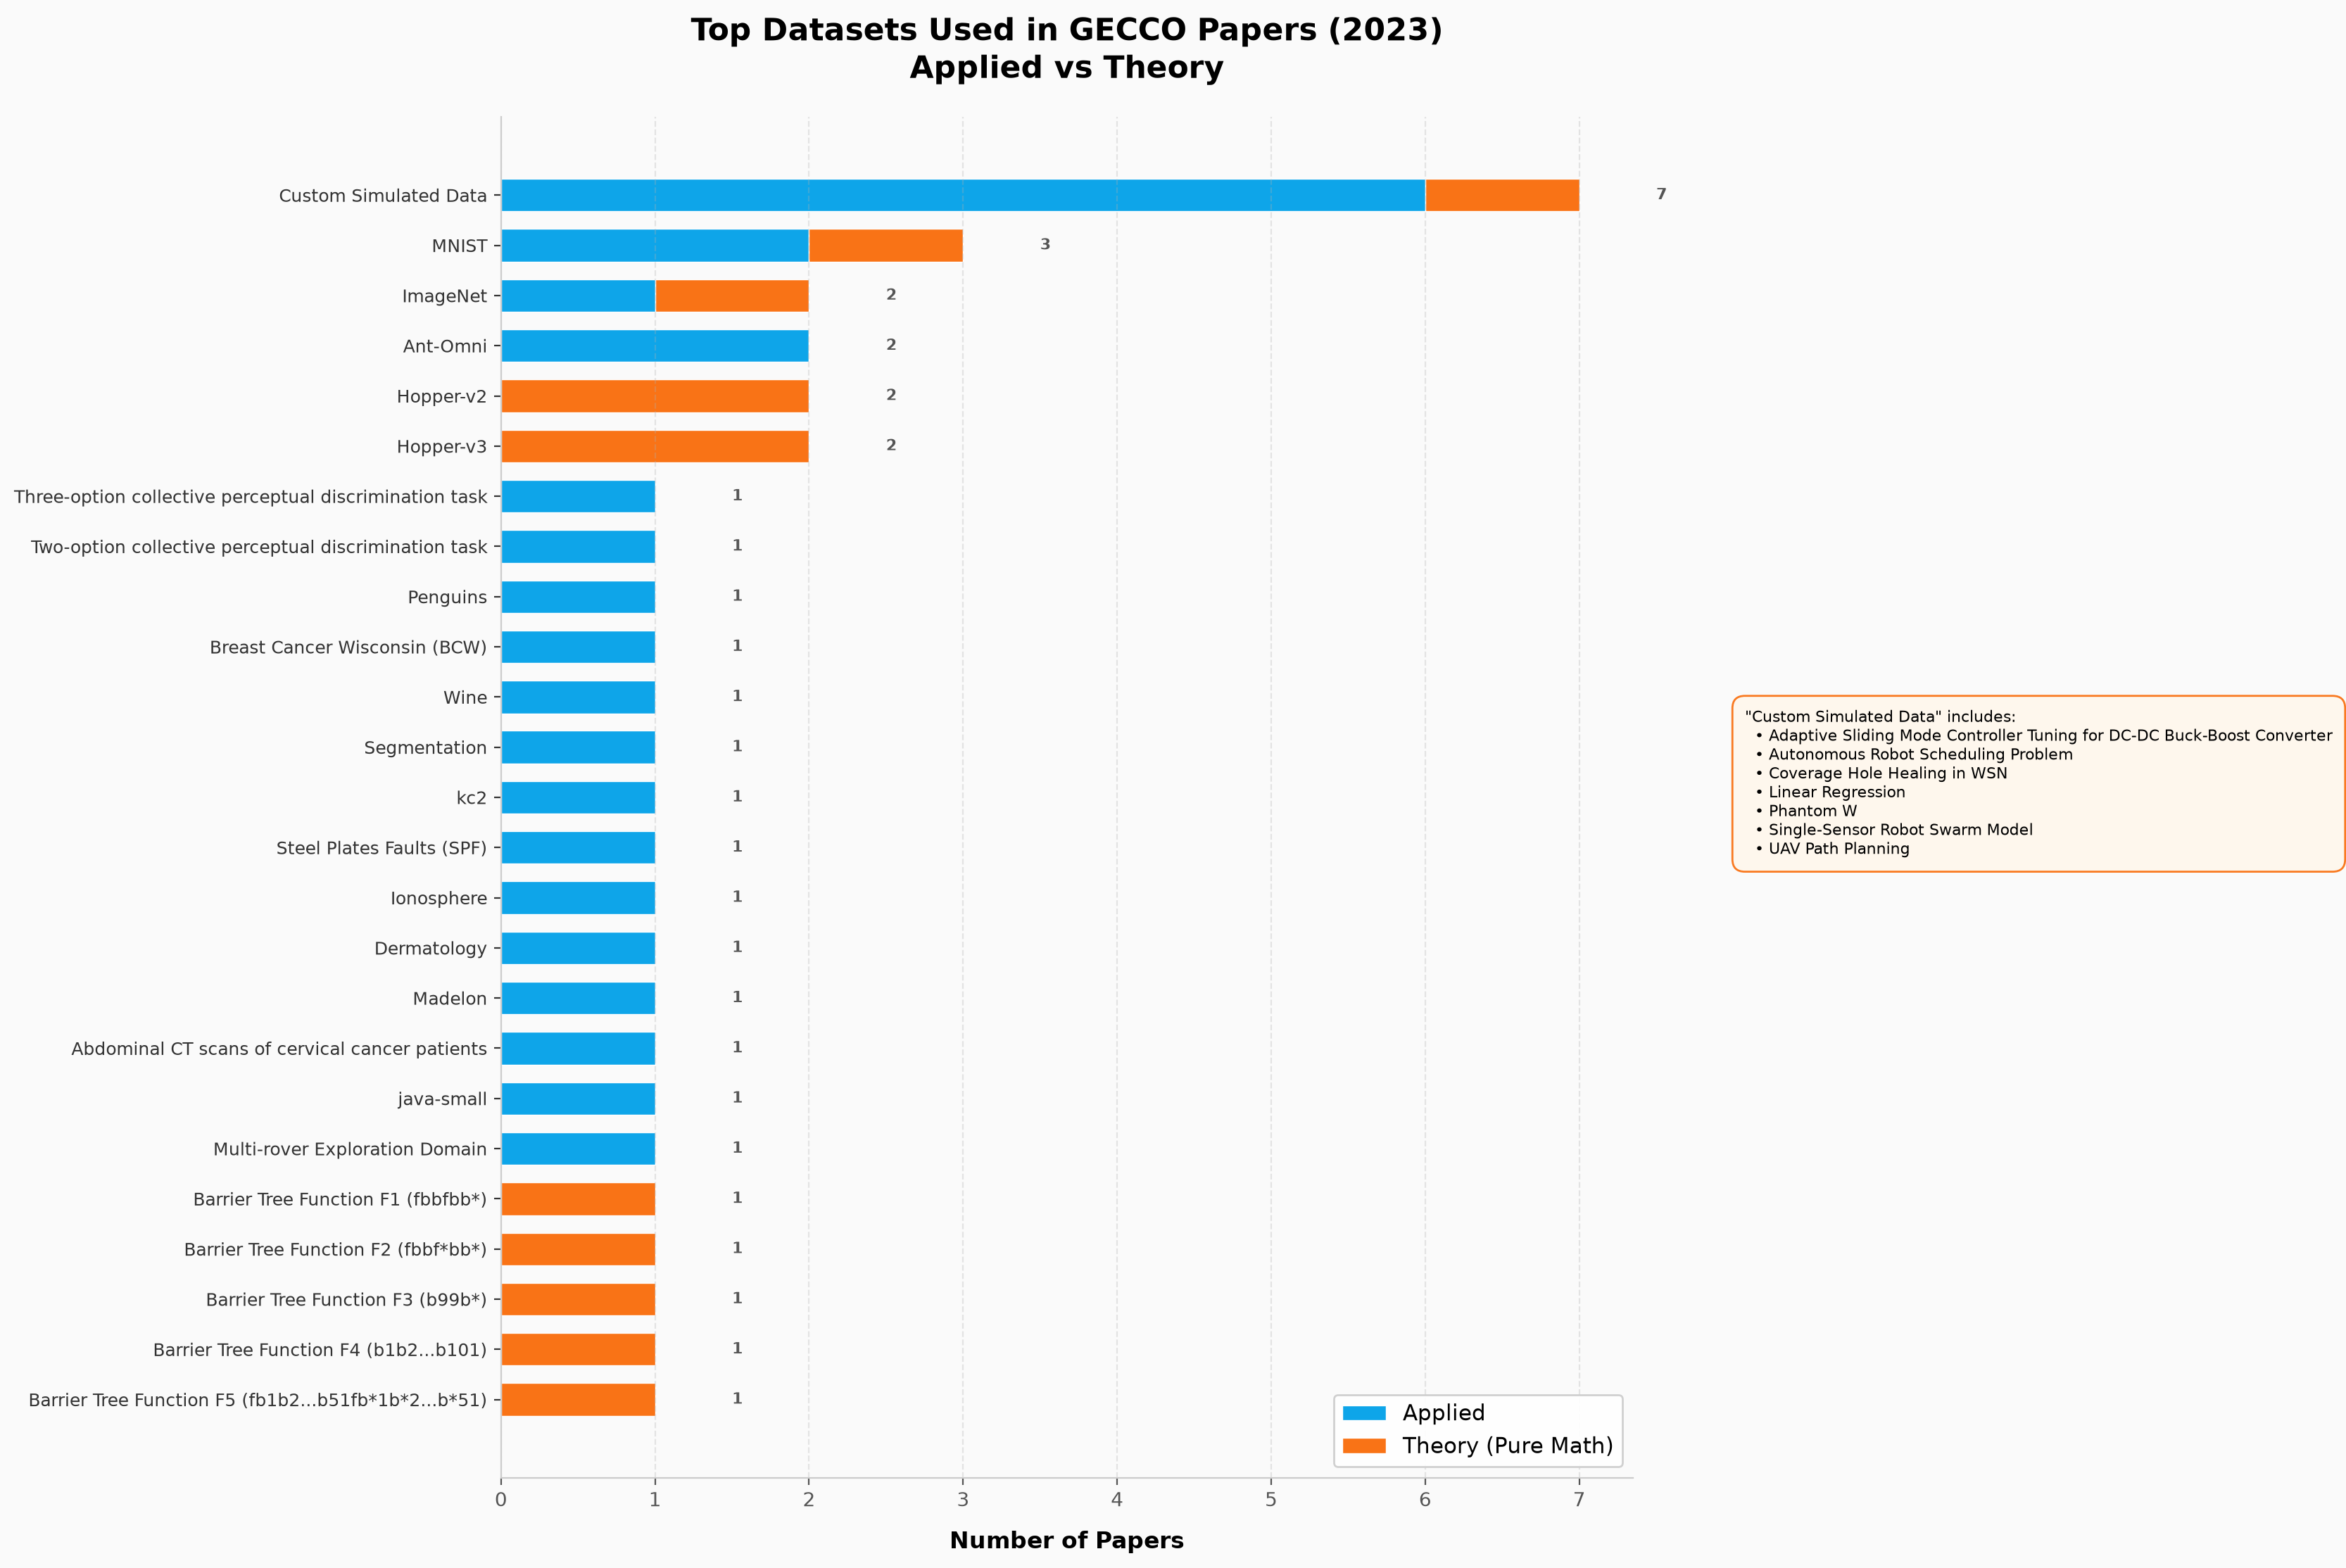 Top Datasets Used in GECCO Papers (2023)
Applied vs Theory
Custom Simulated Data
7
MNIST
3
ImageNet
2
Ant-Omni
2
Hopper-v2
2
Hopper-v3
2
Three-option collective perceptual discrimination task
1
Two-option collective perceptual discrimination task
1
Penguins
1
Breast Cancer Wisconsin (BCW)
1
Wine
1
Segmentation
1
kc2
1
Steel Plates Faults (SPF)
1
Ionosphere
1
Dermatology
1
Madelon
1
Abdominal CT scans of cervical cancer patients
1
java-small
1
Multi-rover Exploration Domain
1
Barrier Tree Function F1 (fbbfbb*)
1
Barrier Tree Function F2 (fbbf*bb*)
1
Barrier Tree Function F3 (b99b*)
1
Barrier Tree Function F4 (b1b2...b101)
1
Barrier Tree Function F5 (fb1b2...b51fb*1b*2...b*51)
1
"Custom Simulated Data" includes:
• Adaptive Sliding Mode Controller Tuning for DC-DC Buck-Boost Converter
• Autonomous Robot Scheduling Problem
• Coverage Hole Healing in WSN
• Linear Regression
• Phantom W
• Single-Sensor Robot Swarm Model
• UAV Path Planning
Applied
Theory (Pure Math)
0 1 2 3 4 5 6 7
Number of Papers